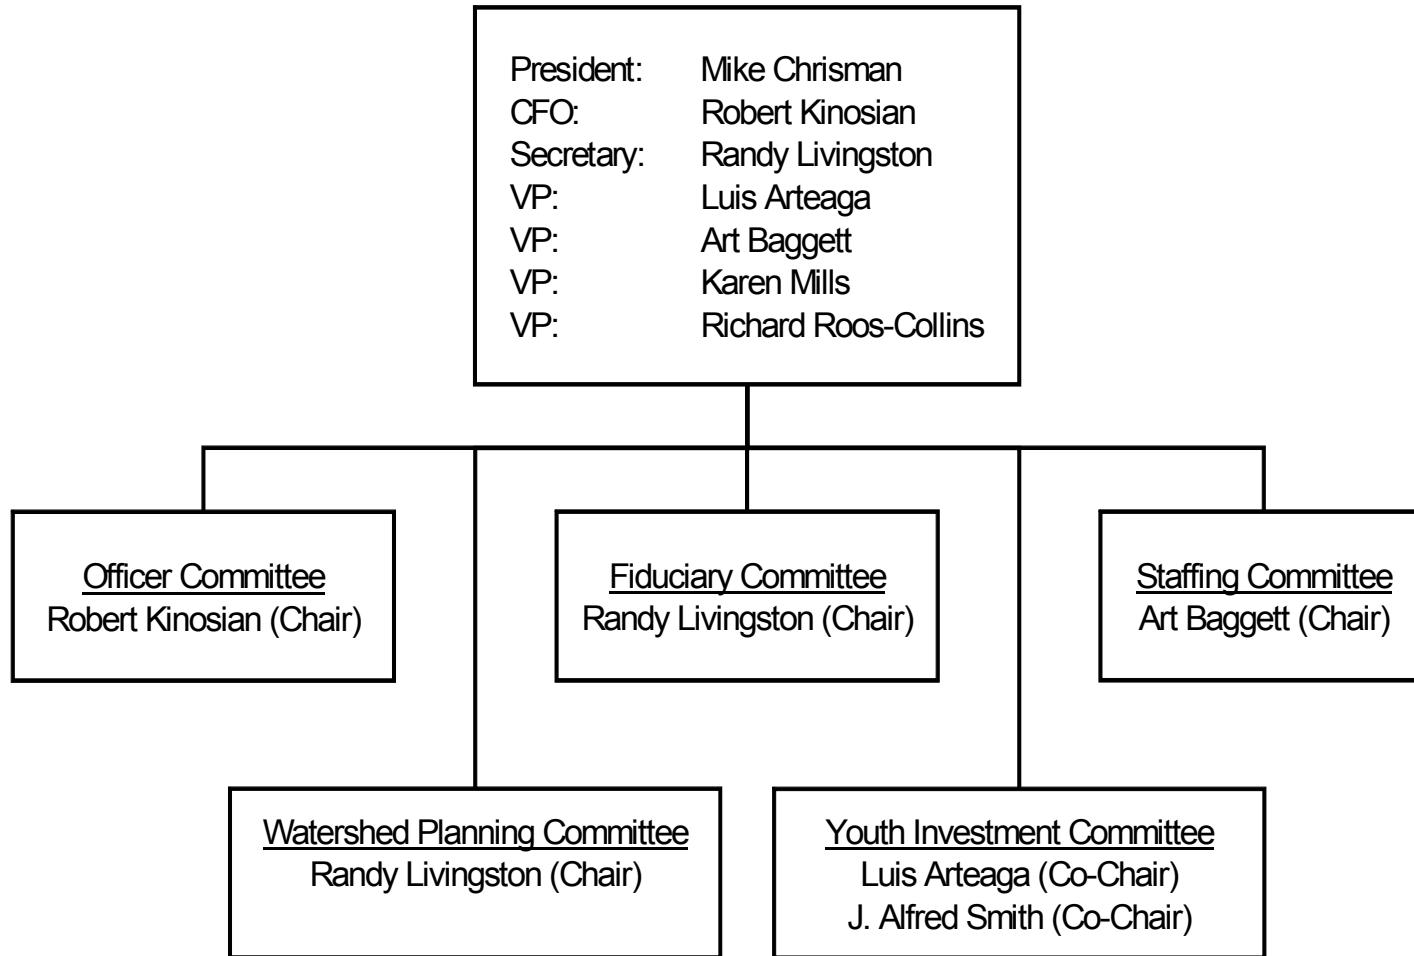 President: Mike Chrisman
CFO: Robert Kinosian
Secretary: Randy Livingston
VP: Luis Arteaga
VP: Art Baggett
VP: Karen Mills
VP: Richard Roos-Collins
Officer Committee
Robert Kinosian (Chair)
Fiduciary Committee
Randy Livingston (Chair)
Staffing Committee
Art Baggett (Chair)
Watershed Planning Committee
Randy Livingston (Chair)
Youth Investment Committee
Luis Arteaga (Co-Chair)
J. Alfred Smith (Co-Chair)